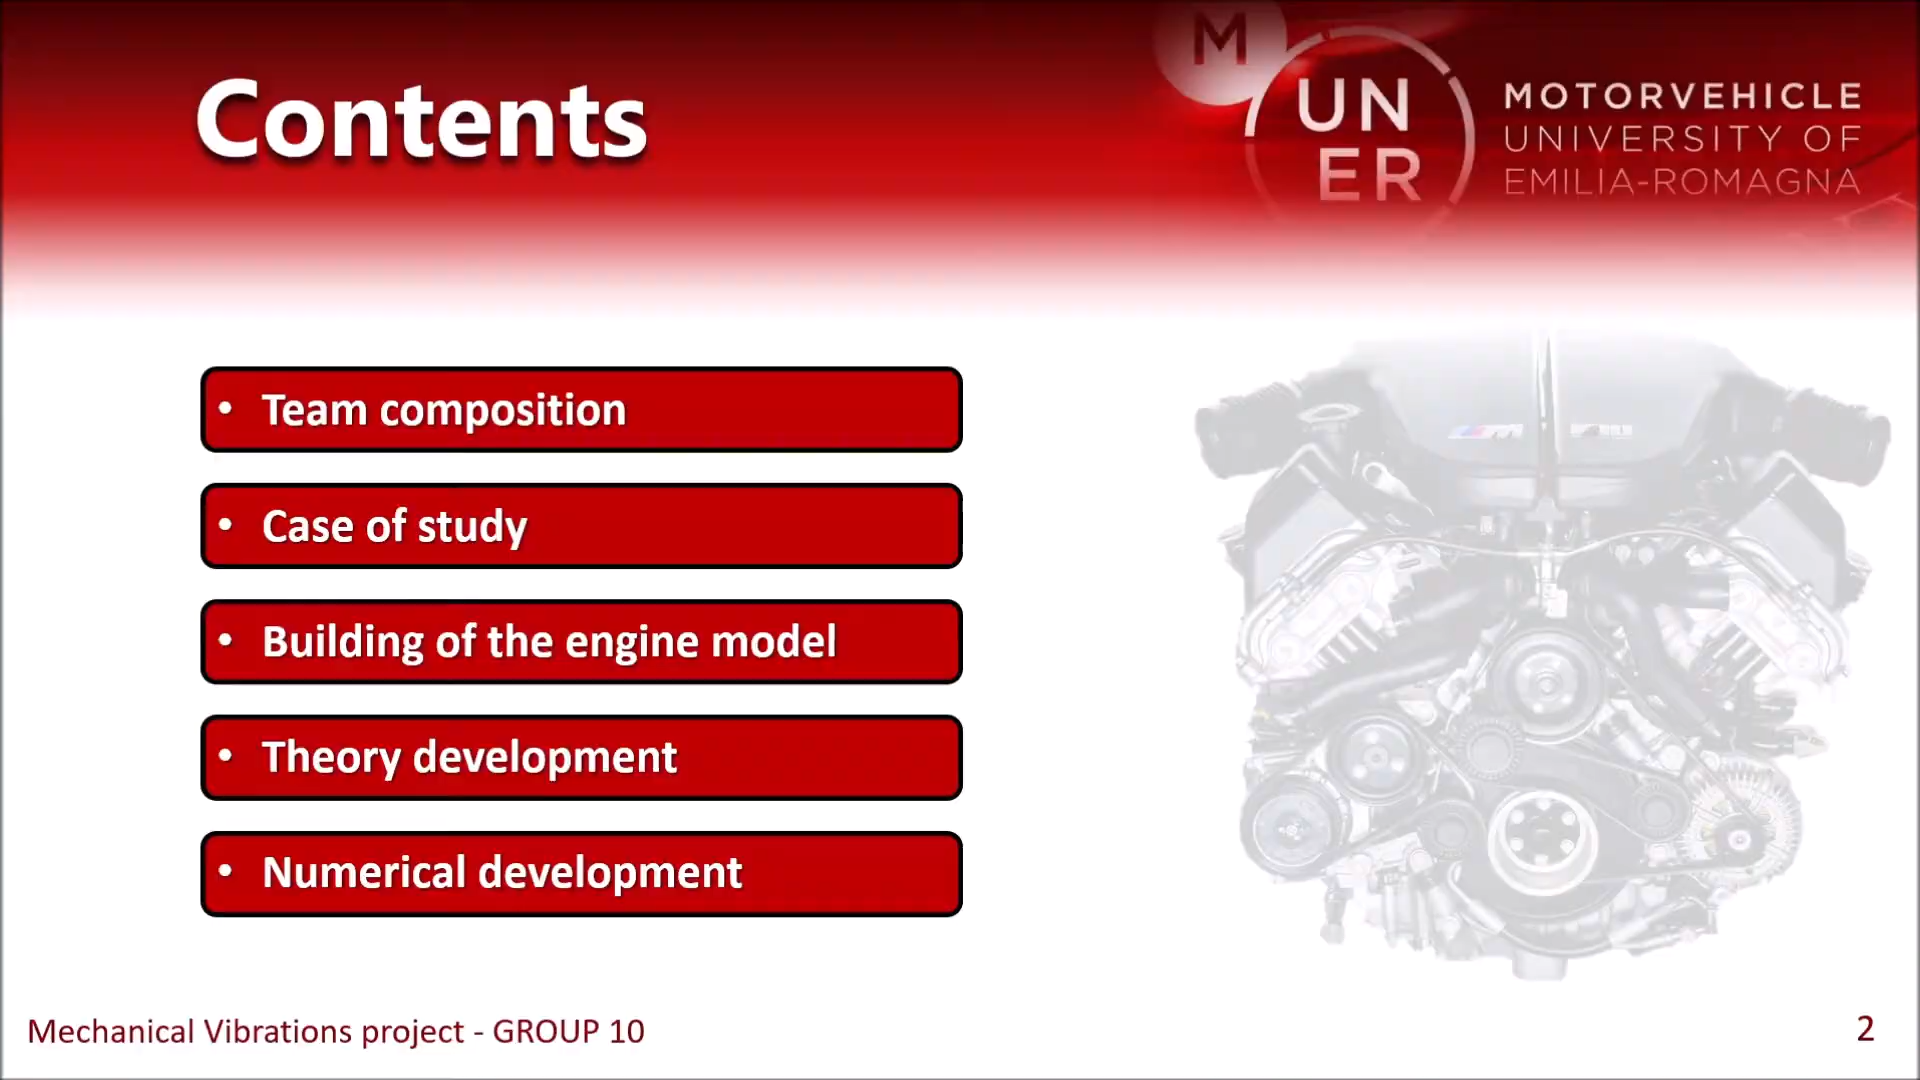 Contents
M
UN
ER
MOTORVEHICLE
UNIVERSITY OF
EMILIA-ROMAGNA
• Team composition
• Case of study
• Building of the engine model
• Theory development
• Numerical development
Mechanical Vibrations project - GROUP 10
2